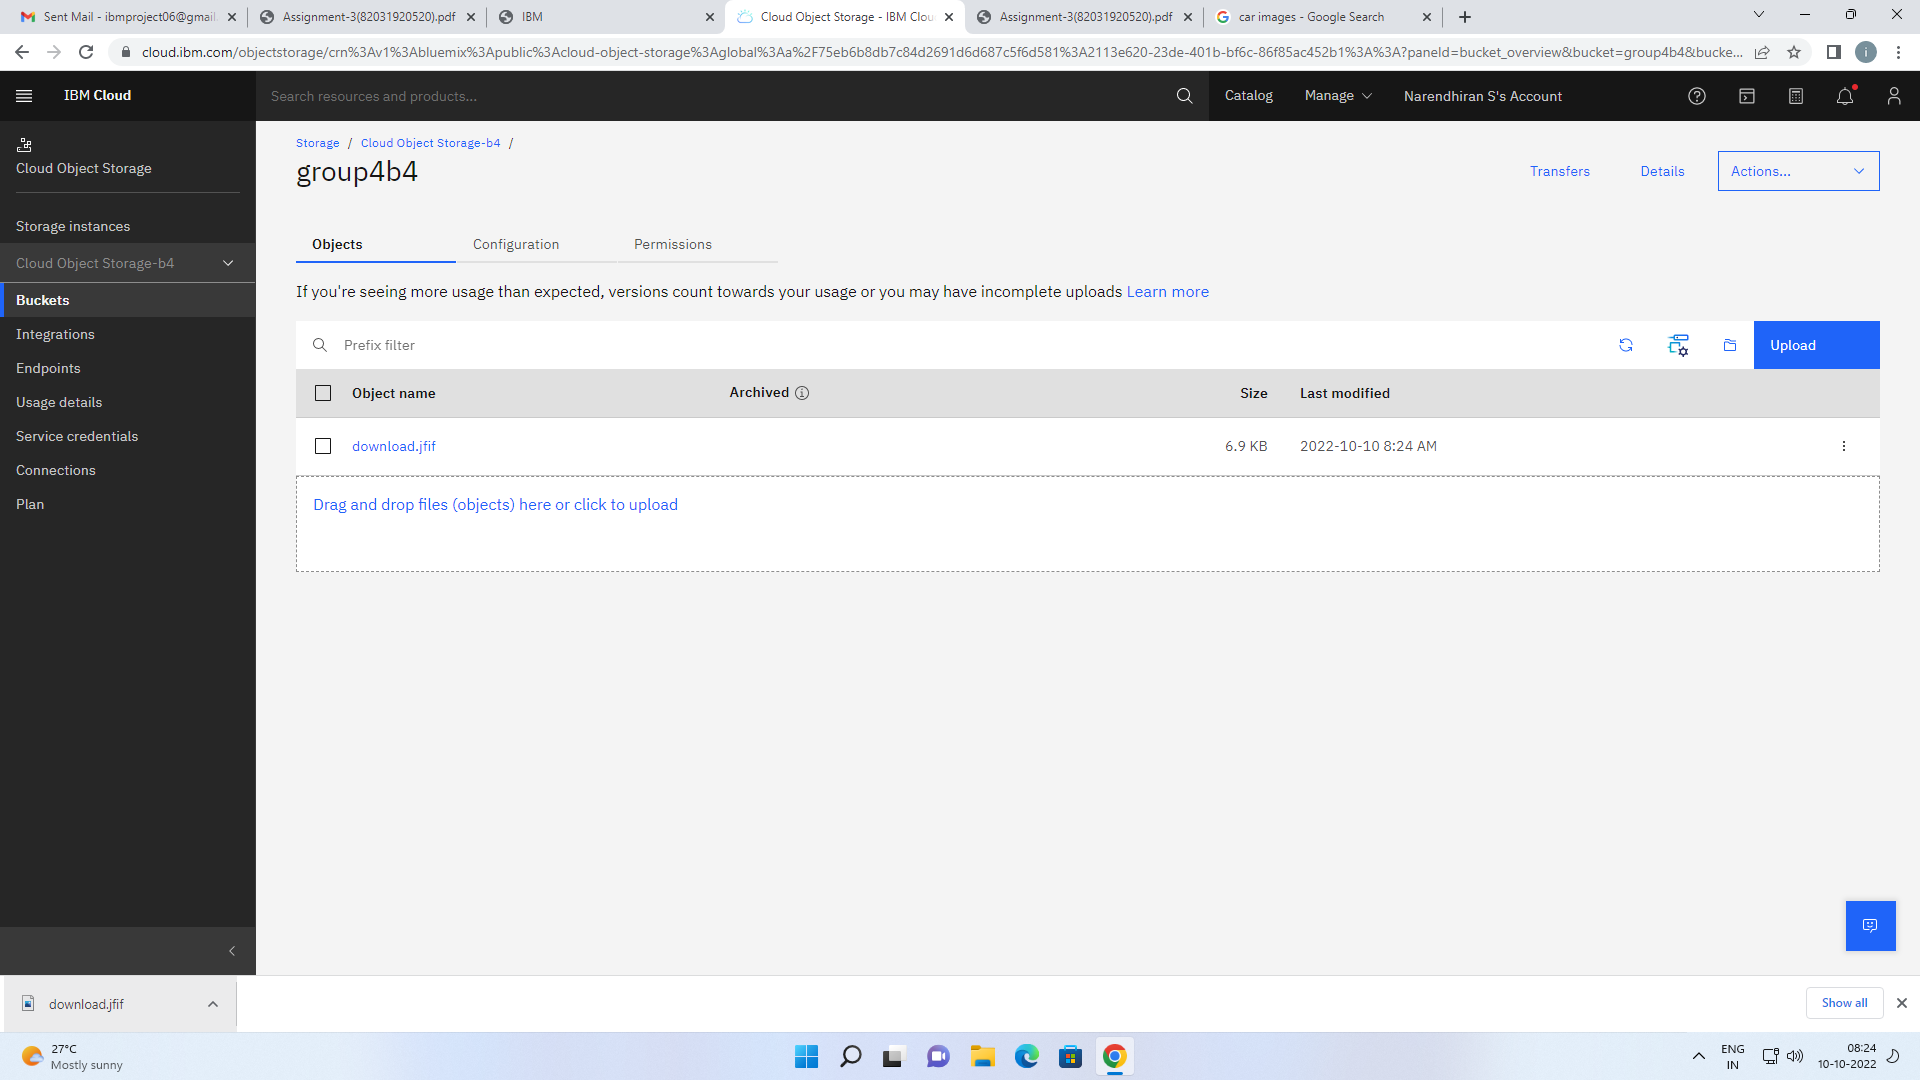 Sent Mail - ibmproject06@gmail.
Assignment-3(82031920520).pdf
IBM
Cloud Object Storage - IBM Clou
Assignment-3(82031920520).pdf
car images - Google Search
cloud.ibm.com/objectstorage/crn%3Av1%3Abluemix%3Apublic%3Acloud-object-storage%3Aglobal%3Aa%2F75eb6b8db7c84d2691d6d687c5f6d581%3A2113e620-23de-401b-bf6c-86f85ac452b1%3A%3A?paneId=bucket_overview&bucket=group4b4&bucke...
i
IBM Cloud
Search resources and products...
Catalog
Manage
Narendhiran S's Account
Cloud Object Storage
Storage instances
Cloud Object Storage-b4
Buckets
Integrations
Endpoints
Usage details
Service credentials
Connections
Plan
Storage / Cloud Object Storage-b4 /
group4b4
Transfers
Details
Actions...
Objects
Configuration
Permissions
If you're seeing more usage than expected, versions count towards your usage or you may have incomplete uploads Learn more
Prefix filter
Upload
Object name
Archived
Size
Last modified
download.jfif
6.9 KB
2022-10-10 8:24 AM
Drag and drop files (objects) here or click to upload
download.jfif
Show all
27°C
Mostly sunny
ENG
IN
08:24
10-10-2022